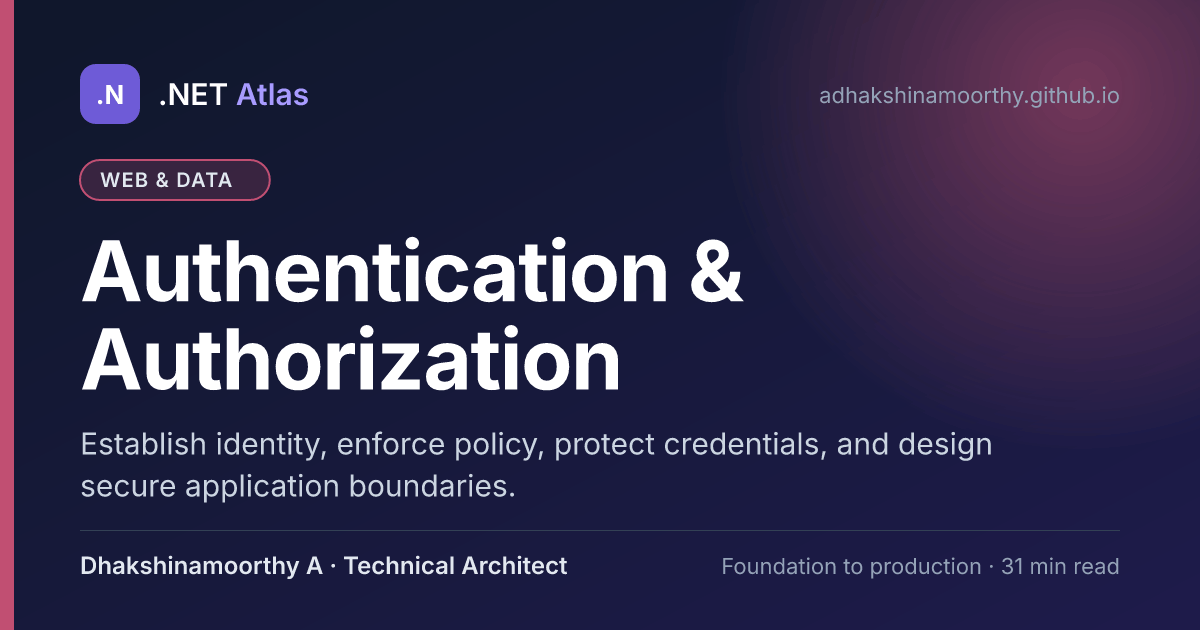 .N
.NET Atlas
adhakshinamoorthy.github.io
WEB & DATA
Authentication &
Authorization
Establish identity, enforce policy, protect credentials, and design
secure application boundaries.
Dhakshinamoorthy A · Technical Architect
Foundation to production · 31 min read